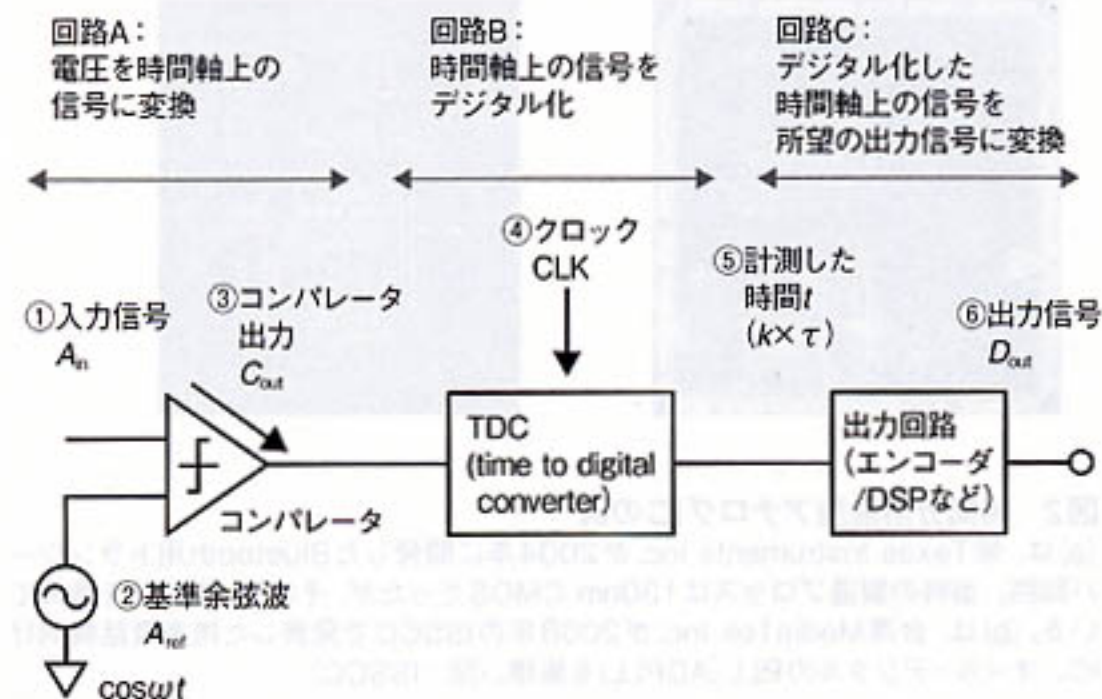 回路A：
電圧を時間軸上の
信号に変換
回路B：
時間軸上の信号を
デジタル化
回路C：
デジタル化した
時間軸上の信号を
所望の出力信号に変換
④クロック
CLK
⑤計測した
時間t
(k×τ)
⑥出力信号
Dout
①入力信号
Ain
③コンパレータ
出力
Cout
コンパレータ
TDC
(time to digital
converter)
出力回路
(エンコーダ
/DSPなど)
②基準余弦波
Aref
cosωt